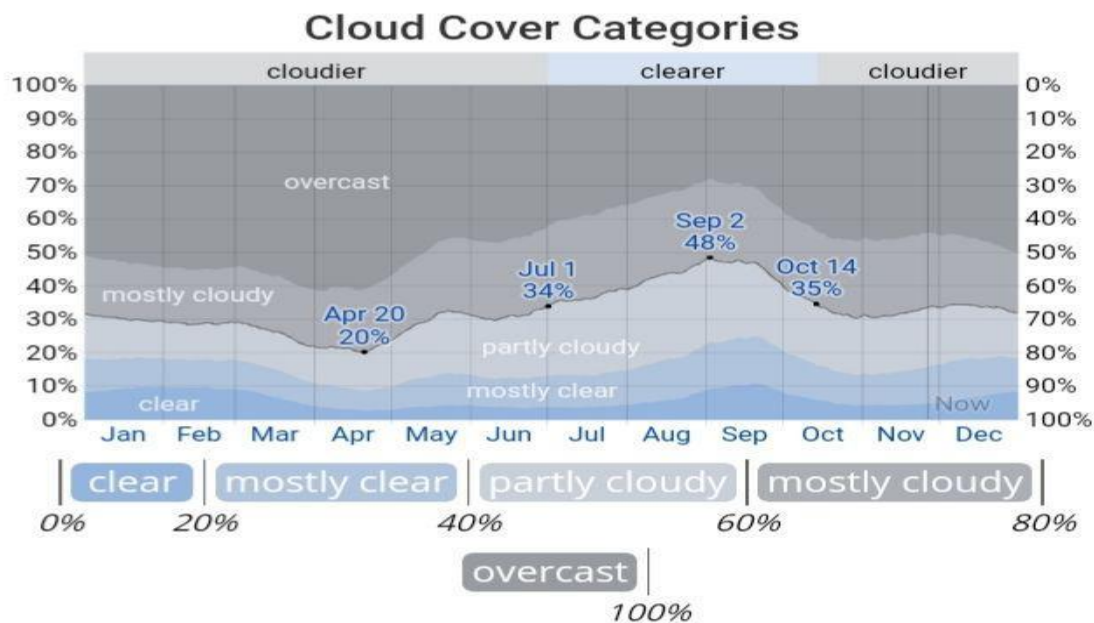 Cloud Cover Categories
cloudier clearer cloudier
100% 0%
90% 10%
80% 20%
overcast
70% 30%
60% 40%
Sep 2
48%
50% 50%
Jul 1
34%
Oct 14
35%
40% 60%
mostly cloudy
30% 70%
Apr 20
20%
partly cloudy
20% 80%
10% 90%
mostly clear
clear
Now
0% 100%
Jan Feb Mar Apr May Jun Jul Aug Sep Oct Nov Dec
clear mostly clear partly cloudy mostly cloudy
0% 20% 40% 60% 80%
overcast
100%